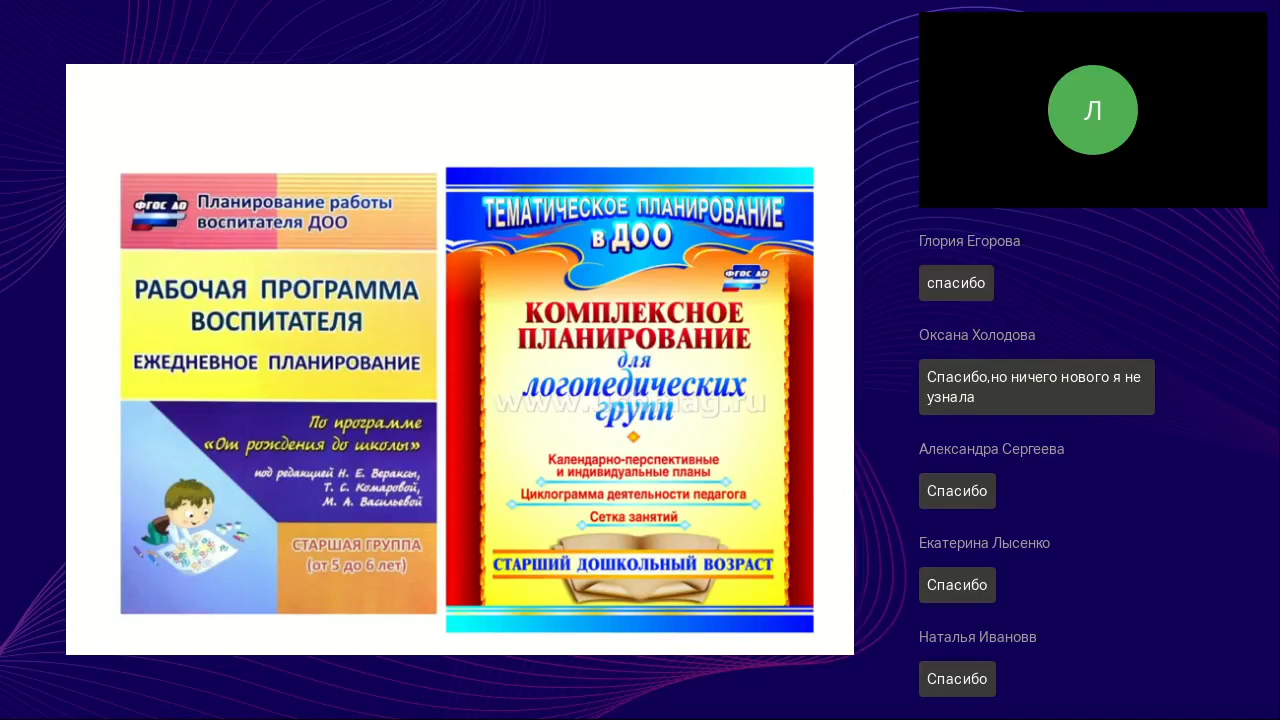 ФГОС ДО
Планирование работы
воспитателя ДОО
РАБОЧАЯ ПРОГРАММА
ВОСПИТАТЕЛЯ
ЕЖЕДНЕВНОЕ ПЛАНИРОВАНИЕ
По программе
«От рождения до школы»
под редакцией Н. Е. Вераксы,
Т. С. Комаровой,
М. А. Васильевой
СТАРШАЯ ГРУППА
(от 5 до 6 лет)
ТЕМАТИЧЕСКОЕ ПЛАНИРОВАНИЕ
в ДОО
ФГОС ДО
КОМПЛЕКСНОЕ
ПЛАНИРОВАНИЕ
для
логопедических
групп
Календарно-перспективные
и индивидуальные планы
Циклограмма деятельности педагога
Сетка занятий
СТАРШИЙ ДОШКОЛЬНЫЙ ВОЗРАСТ
Л
Глория Егорова
спасибо
Оксана Холодова
Спасибо,но ничего нового я не
узнала
Александра Сергеева
Спасибо
Екатерина Лысенко
Спасибо
Наталья Ивановв
Спасибо